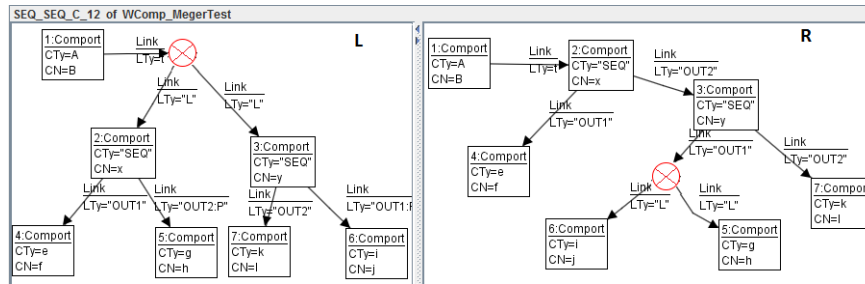 SEQ_SEQ_C_12 of WComp_MegerTest
L
1:Comport
CTy=A
CN=B
Link
LTy=t
Link
LTy="L"
Link
LTy="L"
2:Comport
CTy="SEQ"
CN=x
3:Comport
CTy="SEQ"
CN=y
Link
LTy="OUT1"
Link
LTy="OUT2:P"
Link
LTy="OUT2"
Link
LTy="OUT1:F
4:Comport
CTy=e
CN=f
5:Comport
CTy=g
CN=h
7:Comport
CTy=k
CN=l
6:Comport
CTy=i
CN=j
R
1:Comport
CTy=A
CN=B
Link
LTy=t
2:Comport
CTy="SEQ"
CN=x
Link
LTy="OUT2"
3:Comport
CTy="SEQ"
CN=y
Link
LTy="OUT1"
Link
LTy="OUT1"
Link
LTy="OUT2"
4:Comport
CTy=e
CN=f
Link
LTy="L"
Link
LTy="L"
7:Comport
CTy=k
CN=l
6:Comport
CTy=i
CN=j
5:Comport
CTy=g
CN=h